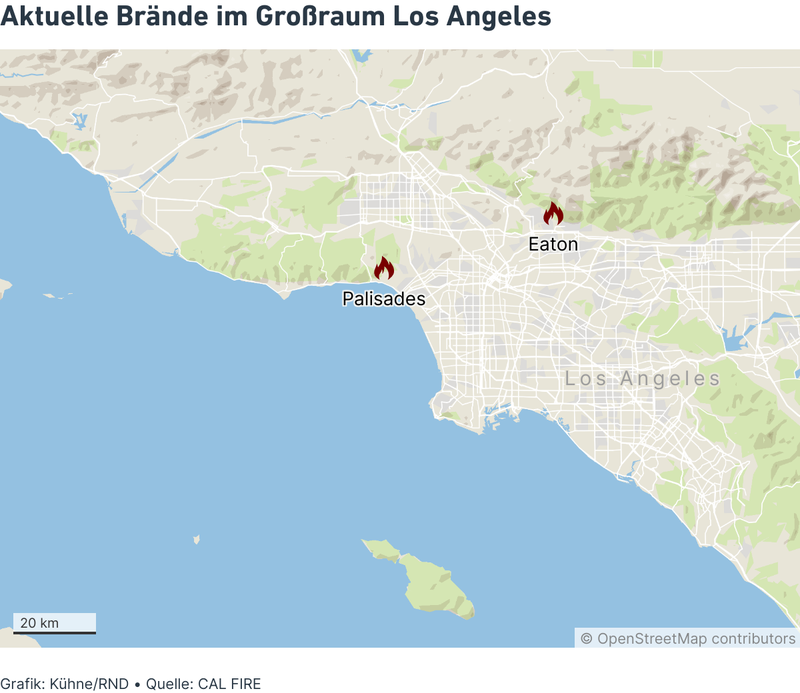 Aktuelle Brände im Großraum Los Angeles
Eaton
Palisades
Los Angeles
20 km
© OpenStreetMap contributors
Grafik: Kühne/RND • Quelle: CAL FIRE